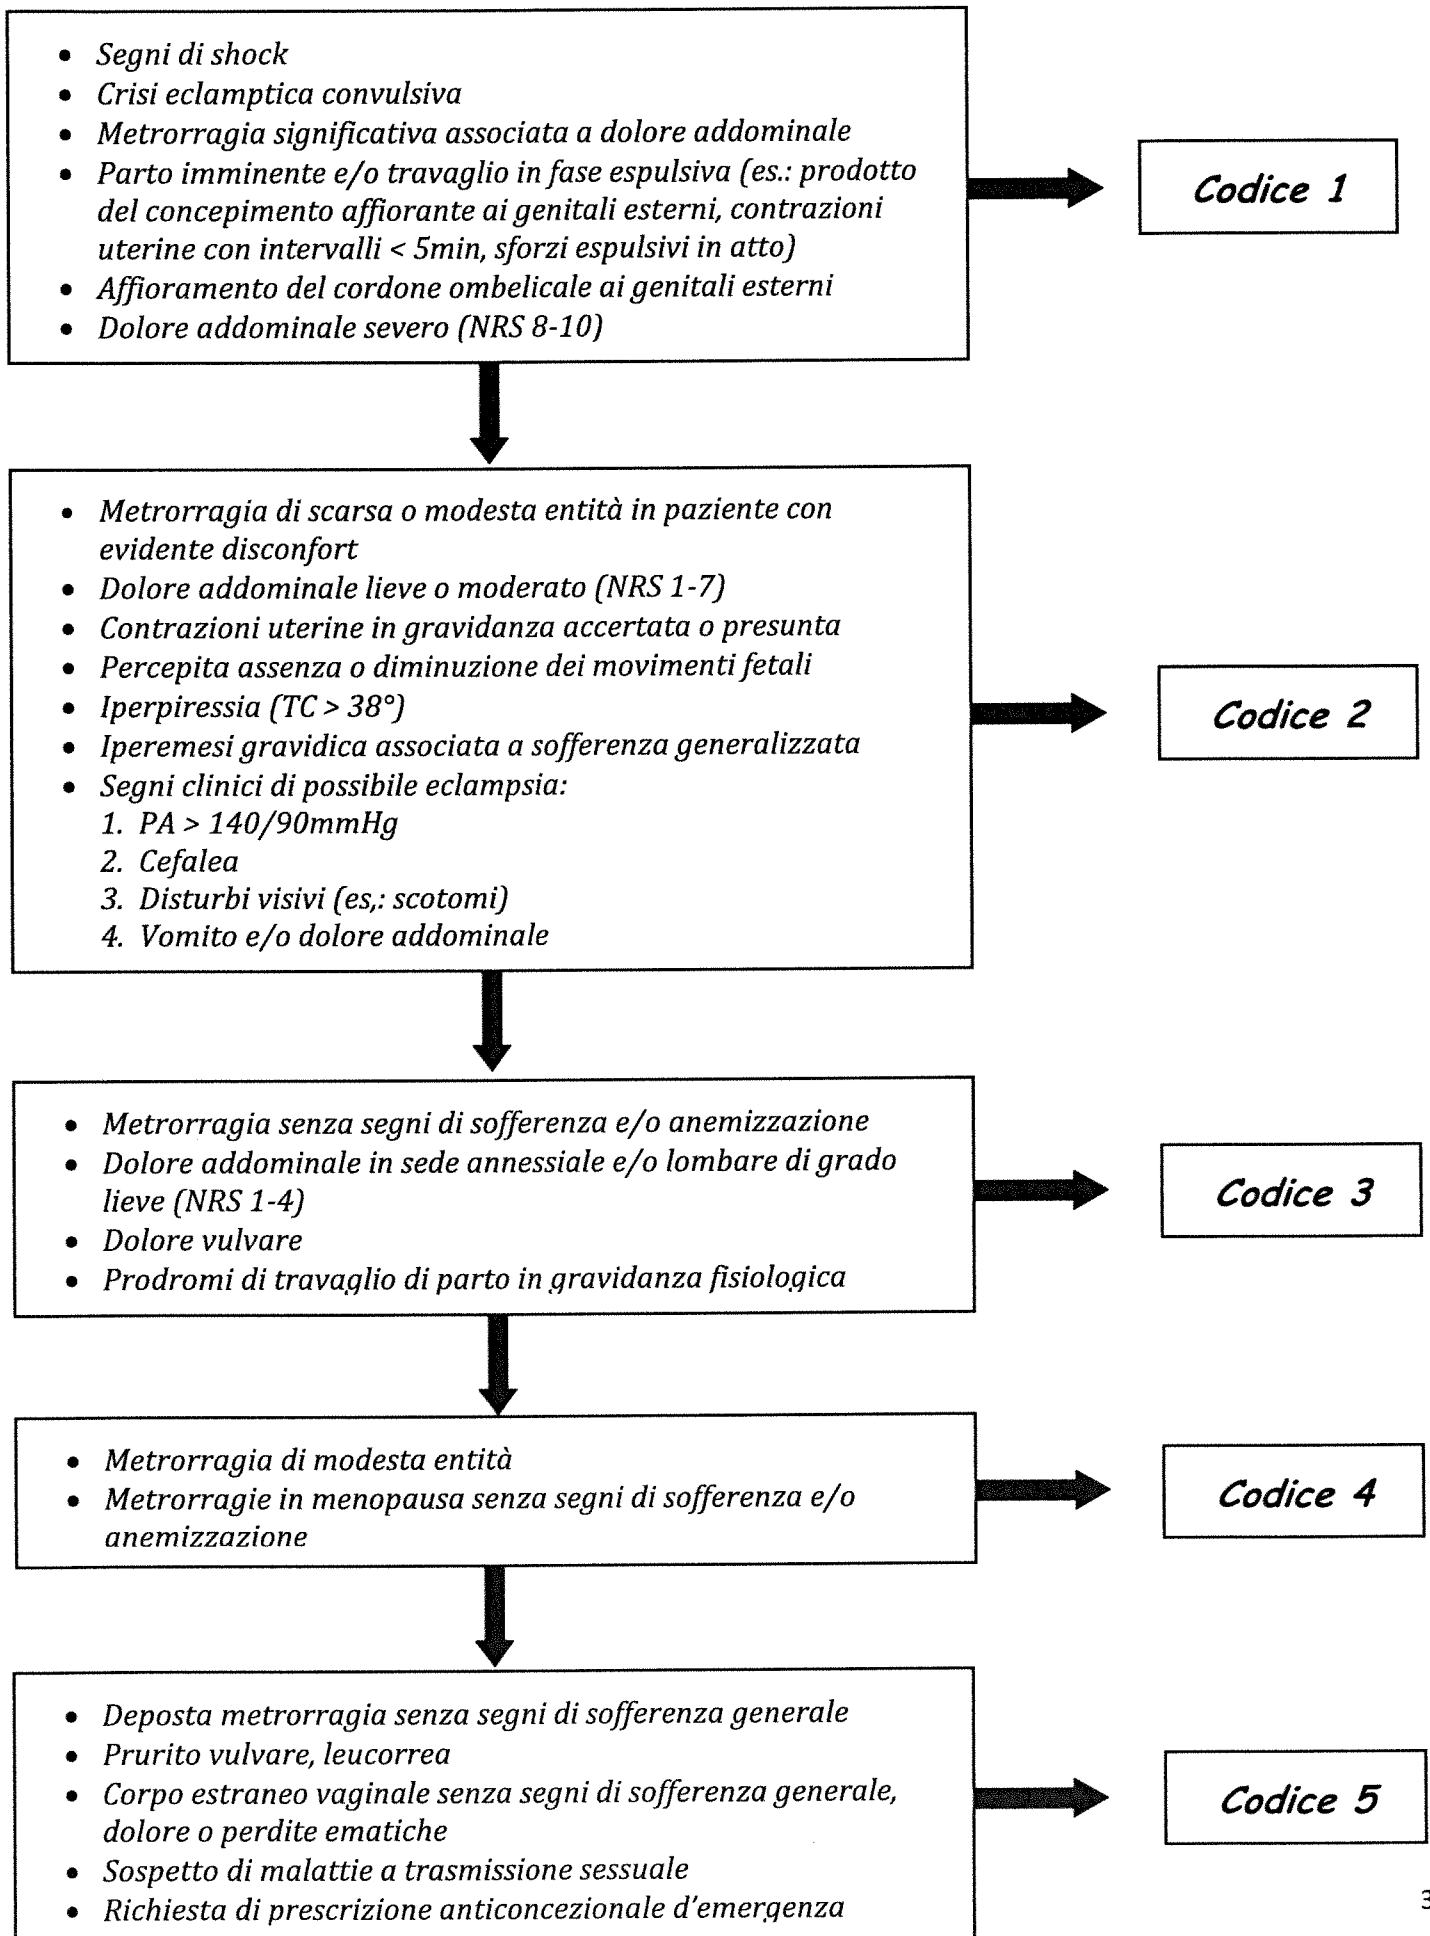 • Segni di shock
• Crisi eclamptica convulsiva
• Metrorragia significativa associata a dolore addominale
• Parto imminente e/o travaglio in fase espulsiva (es.: prodotto
del concepimento affiorante ai genitali esterni, contrazioni
uterine con intervalli < 5min, sforzi espulsivi in atto)
• Affioramento del cordone ombelicale ai genitali esterni
• Dolore addominale severo (NRS 8-10)
Codice 1
• Metrorragia di scarsa o modesta entità in paziente con
evidente disconfort
• Dolore addominale lieve o moderato (NRS 1-7)
• Contrazioni uterine in gravidanza accertata o presunta
• Percepita assenza o diminuzione dei movimenti fetali
• Iperpiressia (TC > 38°)
• Iperemesi gravidica associata a sofferenza generalizzata
• Segni clinici di possibile eclampsia:
1. PA > 140/90mmHg
2. Cefalea
3. Disturbi visivi (es,: scotomi)
4. Vomito e/o dolore addominale
Codice 2
• Metrorragia senza segni di sofferenza e/o anemizzazione
• Dolore addominale in sede annessiale e/o lombare di grado
lieve (NRS 1-4)
• Dolore vulvare
• Prodromi di travaglio di parto in gravidanza fisiologica
Codice 3
• Metrorragia di modesta entità
• Metrorragie in menopausa senza segni di sofferenza e/o
anemizzazione
Codice 4
• Deposta metrorragia senza segni di sofferenza generale
• Prurito vulvare, leucorrea
• Corpo estraneo vaginale senza segni di sofferenza generale,
dolore o perdite ematiche
• Sospetto di malattie a trasmissione sessuale
• Richiesta di prescrizione anticoncezionale d'emergenza
Codice 5
3